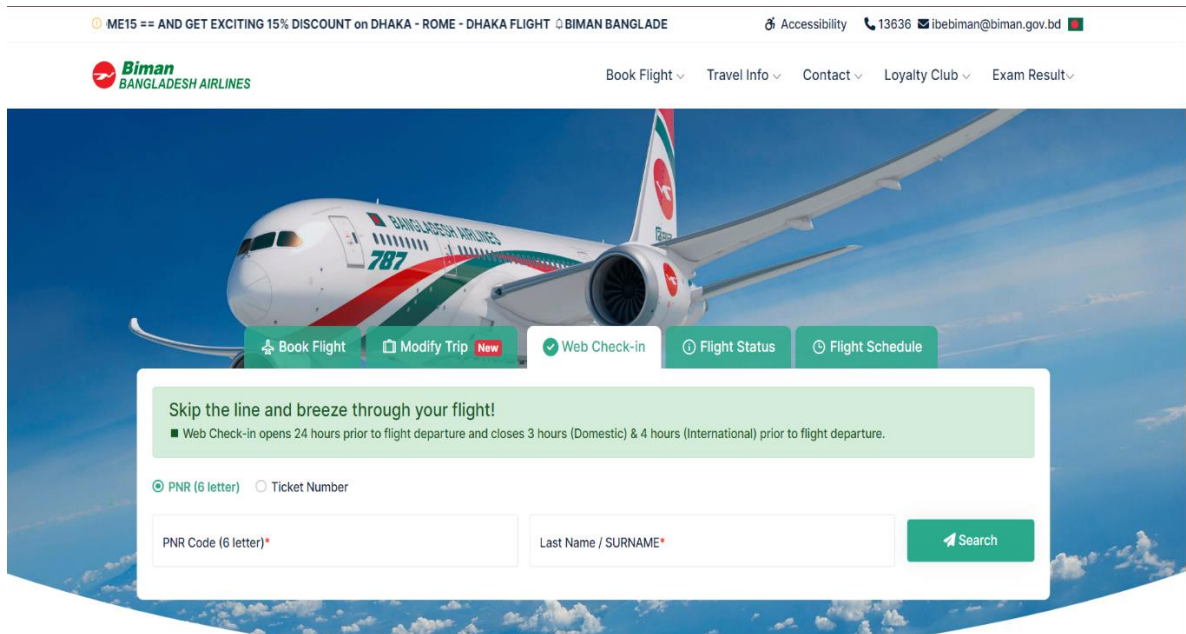 ME15 == AND GET EXCITING 15% DISCOUNT on DHAKA - ROME - DHAKA FLIGHT BIMAN BANGLADE
Accessibility 13636 ibebiman@biman.gov.bd
Biman
BANGLADESH AIRLINES
Book Flight Travel Info Contact Loyalty Club Exam Result
BANGLADESH AIRLINES
787
Book Flight Modify Trip New Web Check-in Flight Status Flight Schedule
Skip the line and breeze through your flight!
■ Web Check-in opens 24 hours prior to flight departure and closes 3 hours (Domestic) & 4 hours (International) prior to flight departure.
PNR (6 letter) Ticket Number
PNR Code (6 letter)* Last Name / SURNAME* Search